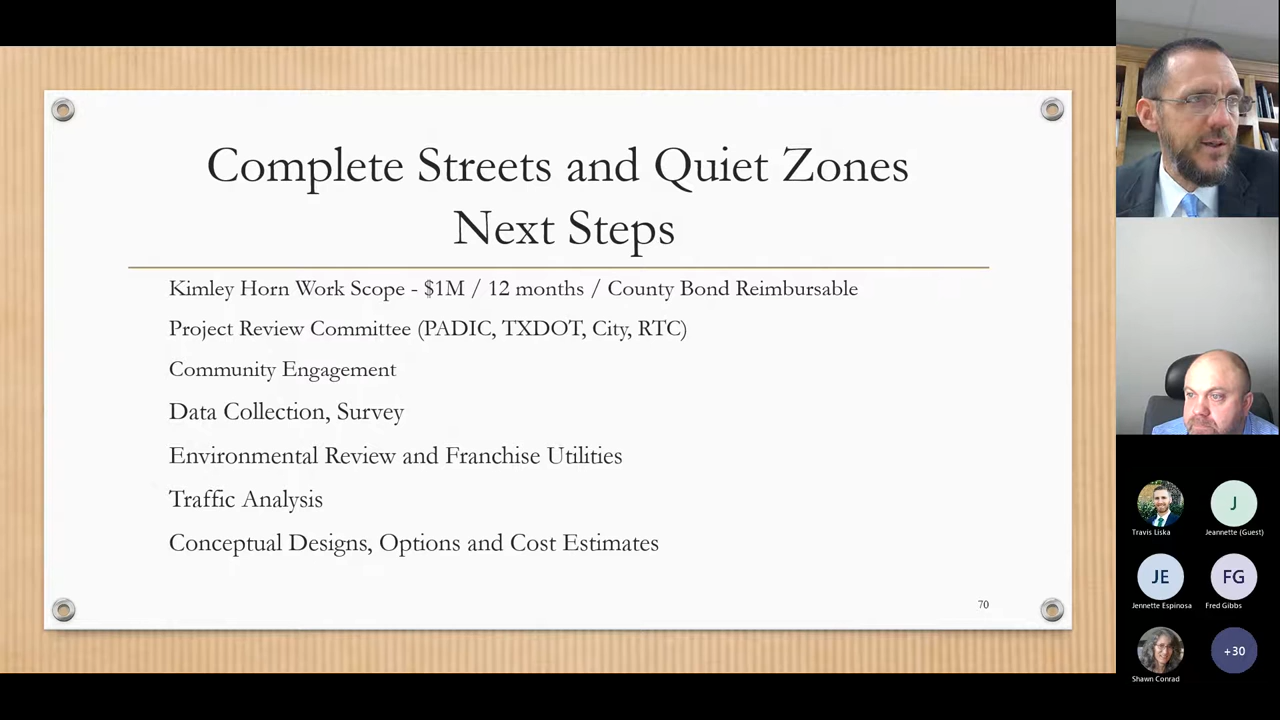 Complete Streets and Quiet Zones
Next Steps
Kimley Horn Work Scope - $1M / 12 months / County Bond Reimbursable
Project Review Committee (PADIC, TXDOT, City, RTC)
Community Engagement
Data Collection, Survey
Environmental Review and Franchise Utilities
Traffic Analysis
Conceptual Designs, Options and Cost Estimates
70
J
Travis Liska
Jeannette (Guest)
JE
FG
Jennette Espinosa
Fred Gibbs
+30
Shawn Conrad